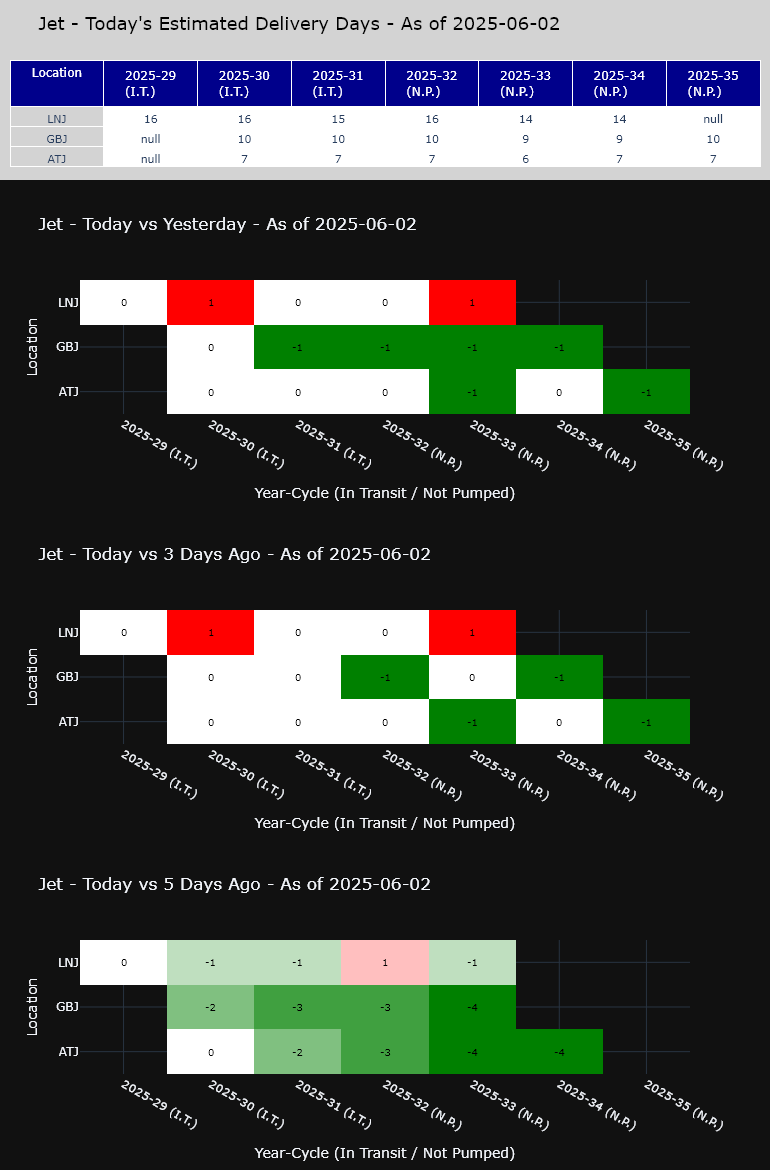 Jet - Today's Estimated Delivery Days - As of 2025-06-02
Location 2025-29 (I.T.) 2025-30 (I.T.) 2025-31 (I.T.) 2025-32 (N.P.) 2025-33 (N.P.) 2025-34 (N.P.) 2025-35 (N.P.)
LNJ 16 16 15 16 14 14 null
GBJ null 10 10 10 9 9 10
ATJ null 7 7 7 6 7 7
Jet - Today vs Yesterday - As of 2025-06-02
Location
LNJ 0 1 0 0 1
GBJ 0 -1 -1 -1 -1
ATJ 0 0 0 -1 0 -1
2025-29 (I.T.) 2025-30 (I.T.) 2025-31 (I.T.) 2025-32 (N.P.) 2025-33 (N.P.) 2025-34 (N.P.) 2025-35 (N.P.)
Year-Cycle (In Transit / Not Pumped)
Jet - Today vs 3 Days Ago - As of 2025-06-02
Location
LNJ 0 1 0 0 1
GBJ 0 0 -1 0 -1
ATJ 0 0 0 -1 0 -1
2025-29 (I.T.) 2025-30 (I.T.) 2025-31 (I.T.) 2025-32 (N.P.) 2025-33 (N.P.) 2025-34 (N.P.) 2025-35 (N.P.)
Year-Cycle (In Transit / Not Pumped)
Jet - Today vs 5 Days Ago - As of 2025-06-02
Location
LNJ 0 -1 -1 1 -1
GBJ -2 -3 -3 -4
ATJ 0 -2 -3 -4 -4
2025-29 (I.T.) 2025-30 (I.T.) 2025-31 (I.T.) 2025-32 (N.P.) 2025-33 (N.P.) 2025-34 (N.P.) 2025-35 (N.P.)
Year-Cycle (In Transit / Not Pumped)